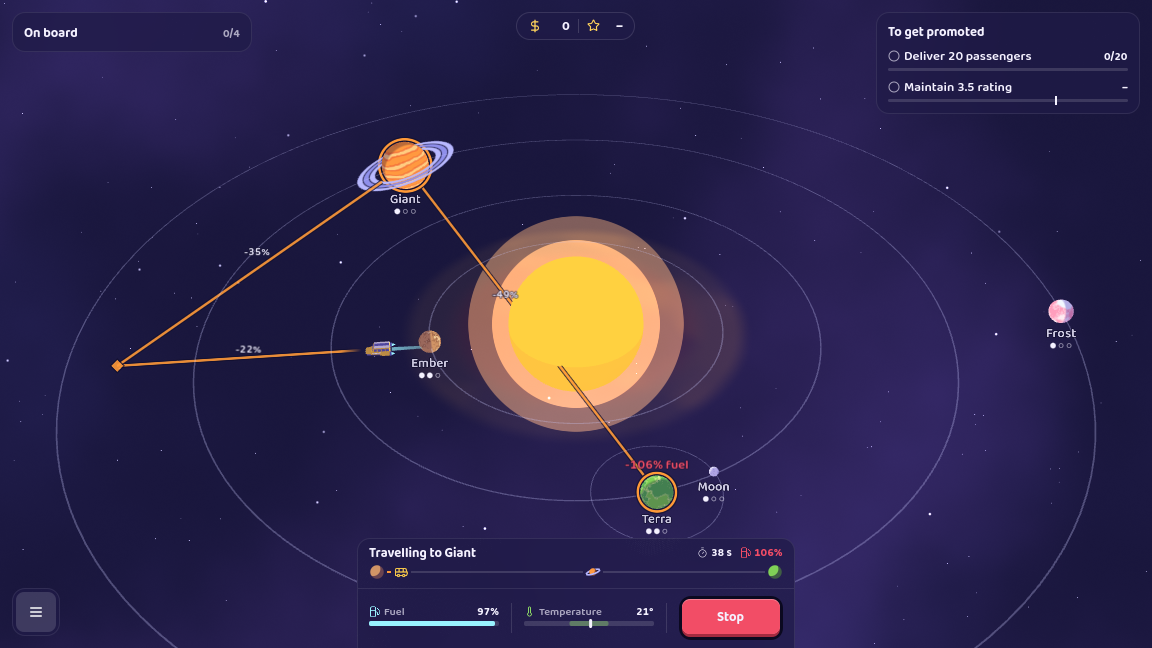 On board 0/4
0 –
To get promoted
Deliver 20 passengers 0/20
Maintain 3.5 rating –
Giant
-35%
-49%
Frost
-22%
Ember
-106% fuel
Moon
Terra
Travelling to Giant 38 s 106%
Fuel 97% Temperature 21° Stop